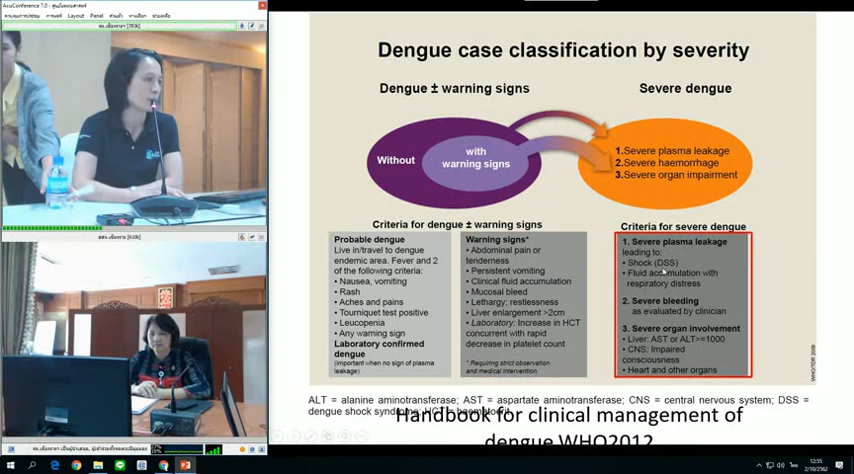 AcuConference 7.0 -
Layout Panel
Dengue case classification by severity
Dengue ± warning signs
Severe dengue
Without
with
warning signs
1.Severe plasma leakage
2.Severe haemorrhage
3.Severe organ impairment
Criteria for dengue ± warning signs
Criteria for severe dengue
Probable dengue
Live in/travel to dengue
endemic area. Fever and 2
of the following criteria:
• Nausea, vomiting
• Rash
• Aches and pains
• Tourniquet test positive
• Leucopenia
• Any warning sign
Laboratory confirmed
dengue
(important when no sign of plasma
leakage)
Warning signs*
• Abdominal pain or
tenderness
• Persistent vomiting
• Clinical fluid accumulation
• Mucosal bleed
• Lethargy; restlessness
• Liver enlargement >2cm
• Laboratory: Increase in HCT
concurrent with rapid
decrease in platelet count
* Requiring strict observation
and medical intervention
1. Severe plasma leakage
leading to:
• Shock (DSS)
• Fluid accumulation with
respiratory distress
2. Severe bleeding
as evaluated by clinician
3. Severe organ involvement
• Liver: AST or ALT>=1000
• CNS: Impaired
consciousness
• Heart and other organs
WHO/TDR 2009
ALT = alanine aminotransferase; AST = aspartate aminotransferase; CNS = central nervous system; DSS =
dengue shock syndrome; HCT = haematocrit
Handbook for clinical management of
dengue WHO2012
12:55
2/10/2562